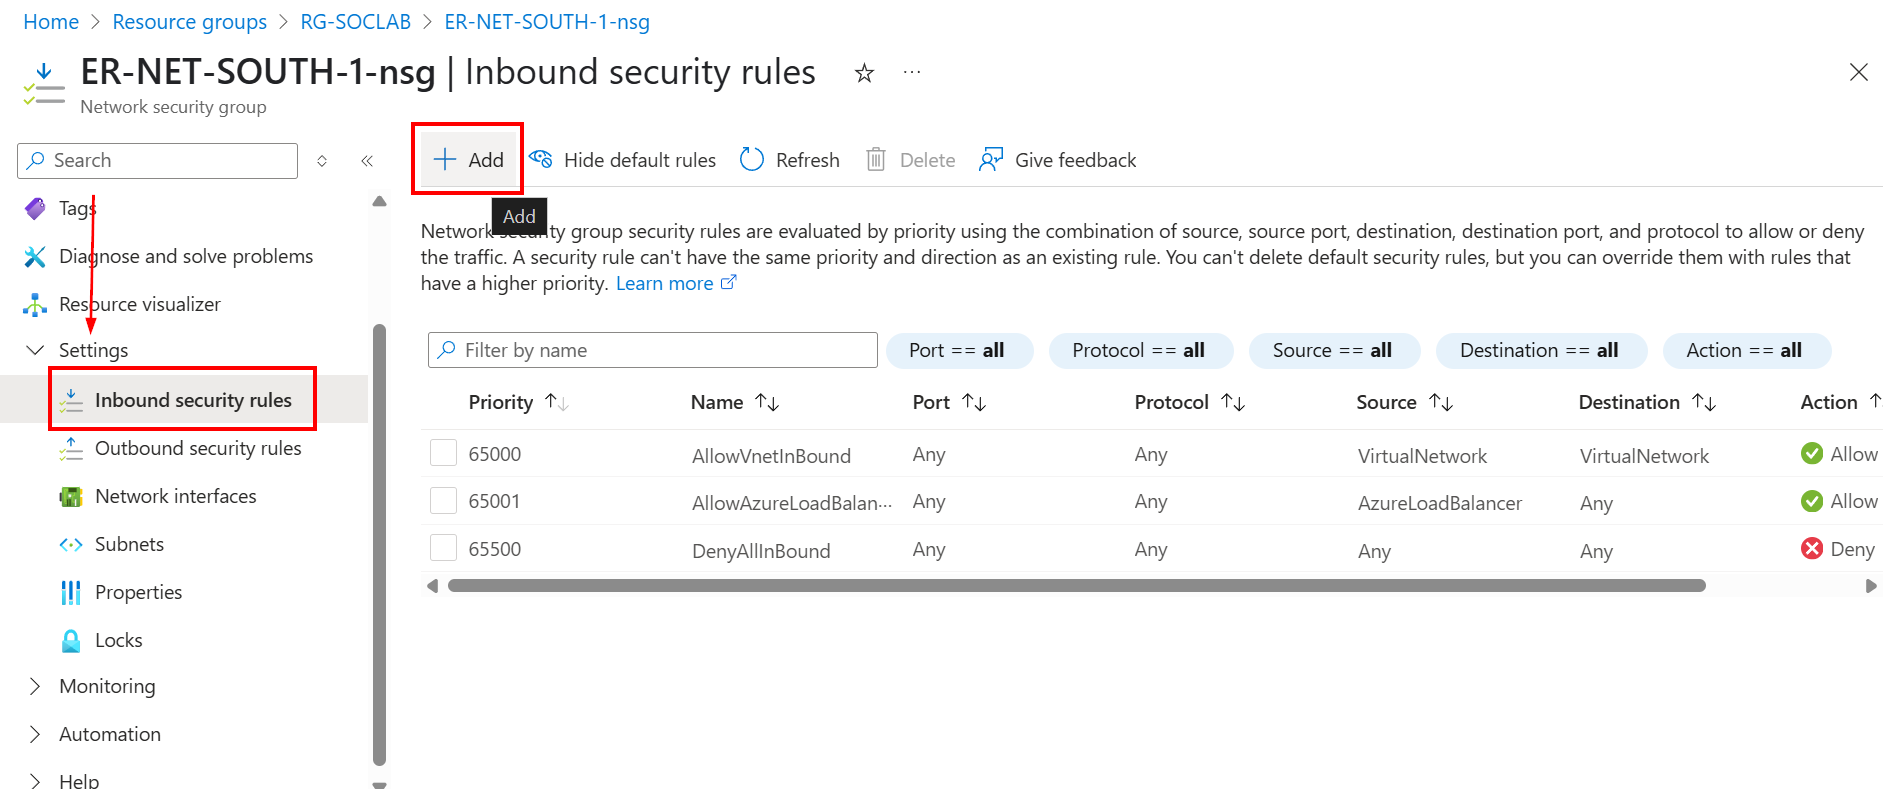 Home > Resource groups > RG-SOCLAB > ER-NET-SOUTH-1-nsg
ER-NET-SOUTH-1-nsg | Inbound security rules
Network security group
Search
Tags
Diagnose and solve problems
Resource visualizer
Settings
Inbound security rules
Outbound security rules
Network interfaces
Subnets
Properties
Locks
Monitoring
Automation
Help
Add Hide default rules Refresh Delete Give feedback
Add
Network security group security rules are evaluated by priority using the combination of source, source port, destination, destination port, and protocol to allow or deny
the traffic. A security rule can't have the same priority and direction as an existing rule. You can't delete default security rules, but you can override them with rules that
have a higher priority. Learn more
Filter by name Port == all Protocol == all Source == all Destination == all Action == all
Priority Name Port Protocol Source Destination Action
65000 AllowVnetInBound Any Any VirtualNetwork VirtualNetwork Allow
65001 AllowAzureLoadBalan... Any Any AzureLoadBalancer Any Allow
65500 DenyAllInBound Any Any Any Any Deny